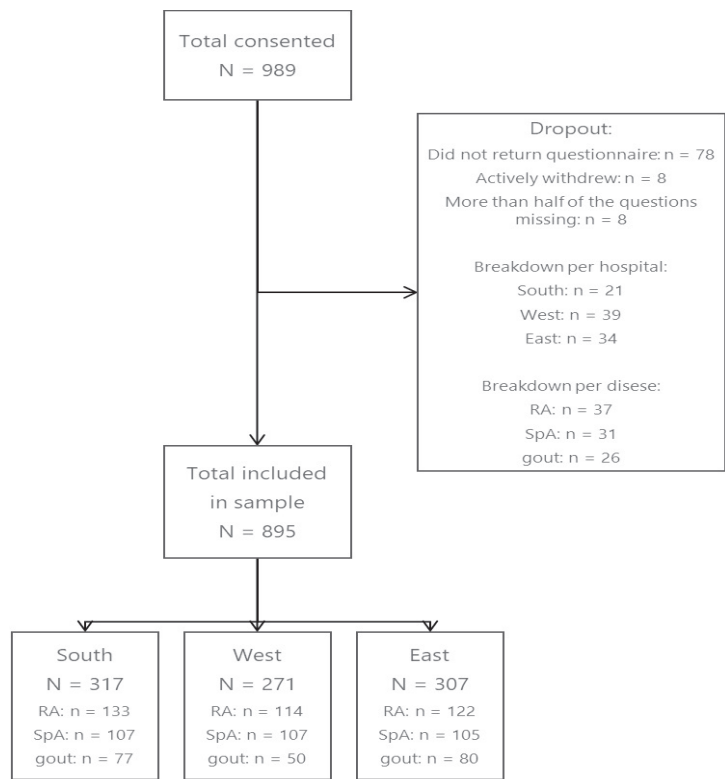 Total consented
N = 989
Dropout:
Did not return questionnaire: n = 78
Actively withdrew: n = 8
More than half of the questions
missing: n = 8
Breakdown per hospital:
South: n = 21
West: n = 39
East: n = 34
Breakdown per disese:
RA: n = 37
SpA: n = 31
gout: n = 26
Total included
in sample
N = 895
South
N = 317
RA: n = 133
SpA: n = 107
gout: n = 77
West
N = 271
RA: n = 114
SpA: n = 107
gout: n = 50
East
N = 307
RA: n = 122
SpA: n = 105
gout: n = 80